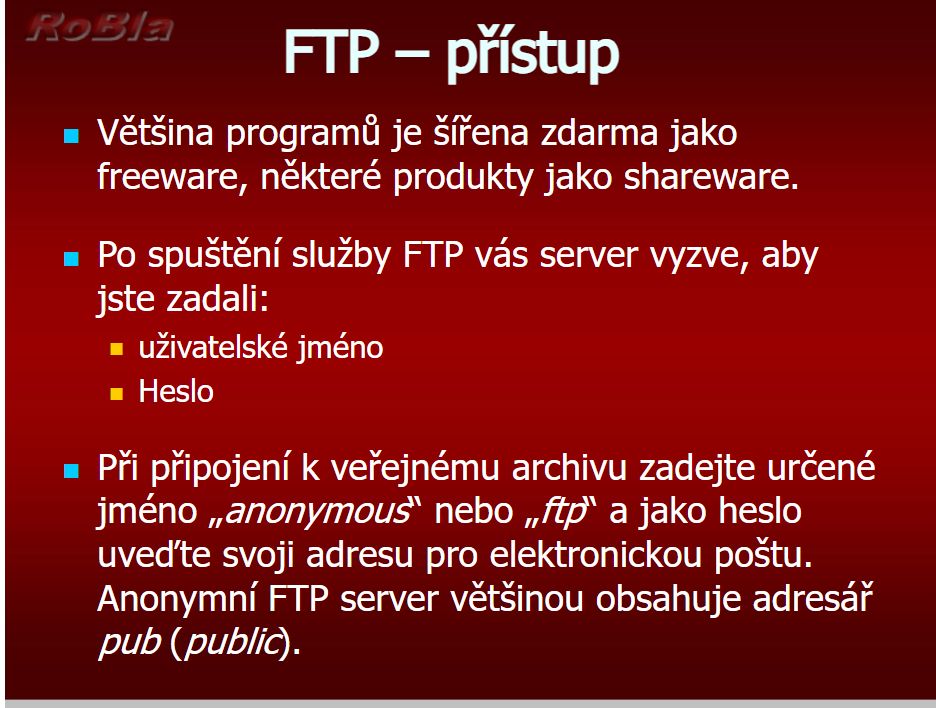 RoBla
FTP – přístup
Většina programů je šířena zdarma jako
freeware, některé produkty jako shareware.
Po spuštění služby FTP vás server vyzve, aby
jste zadali:
uživatelské jméno
Heslo
Při připojení k veřejnému archivu zadejte určené
jméno „anonymous“ nebo „ftp“ a jako heslo
uveďte svoji adresu pro elektronickou poštu.
Anonymní FTP server většinou obsahuje adresář
pub (public).